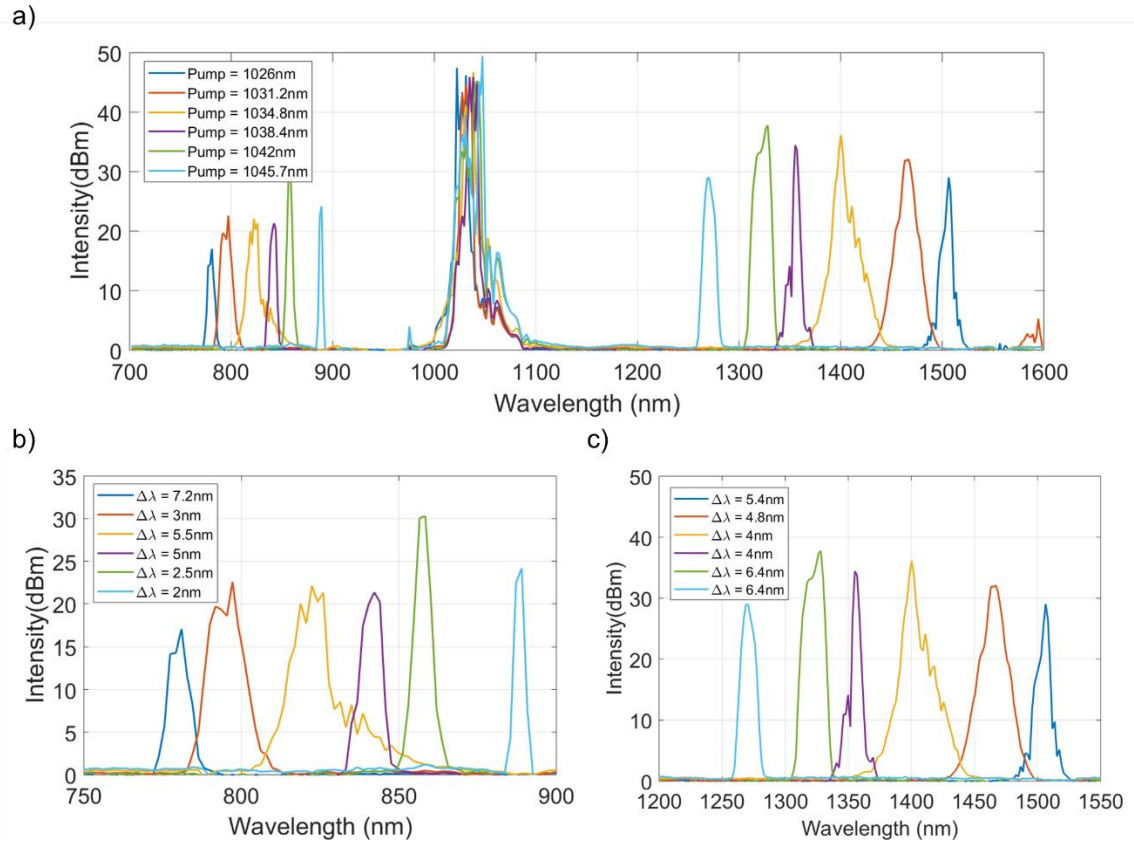 a)
50
40
30
20
10
0
Intensity(dBm)
Pump = 1026nm
Pump = 1031.2nm
Pump = 1034.8nm
Pump = 1038.4nm
Pump = 1042nm
Pump = 1045.7nm
700 800 900 1000 1100 1200 1300 1400 1500 1600
Wavelength (nm)
b)
35
30
25
20
15
10
5
0
Intensity(dBm)
Δλ = 7.2nm
Δλ = 3nm
Δλ = 5.5nm
Δλ = 5nm
Δλ = 2.5nm
Δλ = 2nm
750 800 850 900
Wavelength (nm)
c)
50
40
30
20
10
0
Intensity(dBm)
Δλ = 5.4nm
Δλ = 4.8nm
Δλ = 4nm
Δλ = 4nm
Δλ = 6.4nm
Δλ = 6.4nm
1200 1250 1300 1350 1400 1450 1500 1550
Wavelength (nm)